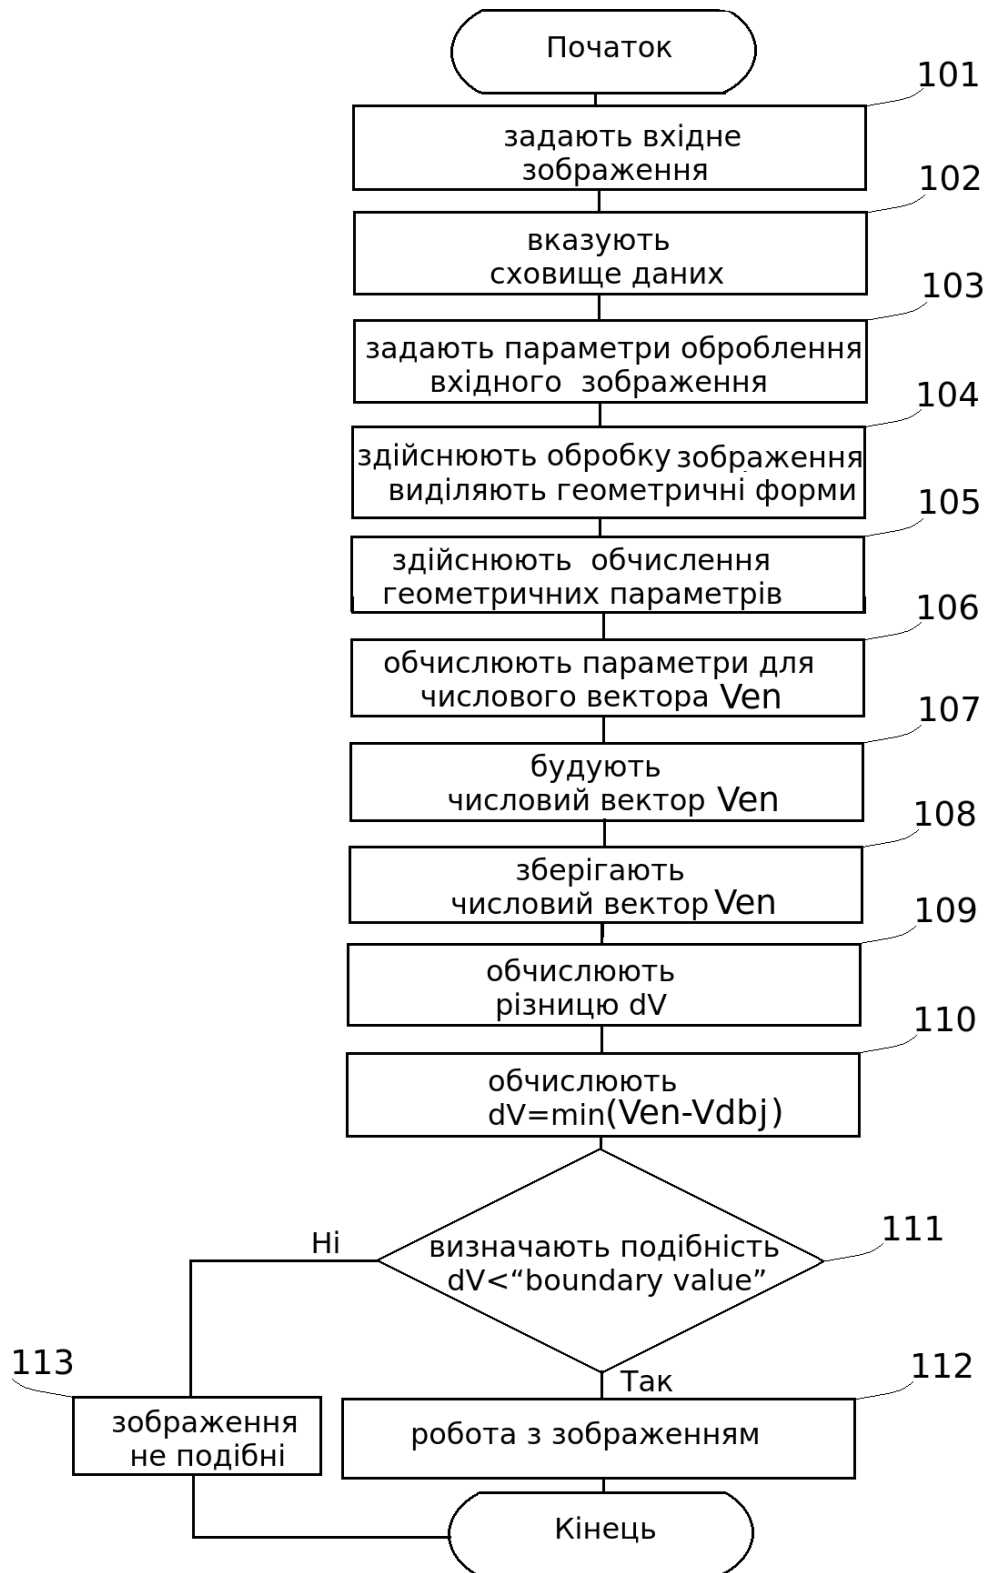 Початок
101
задають вхідне
зображення
102
вказують
сховище даних
103
задають параметри оброблення
вхідного зображення
104
здійснюють обробку зображення
виділяють геометричні форми
105
здійснюють обчислення
геометричних параметрів
106
обчислюють параметри для
числового вектора Ven
107
будують
числовий вектор Ven
108
зберігають
числовий вектор Ven
109
обчислюють
різницю dV
110
обчислюють
dV=min(Ven-Vdbj)
111
визначають подібність
dV<“boundary value”
Ні
Так
113
зображення
не подібні
112
робота з зображенням
Кінець